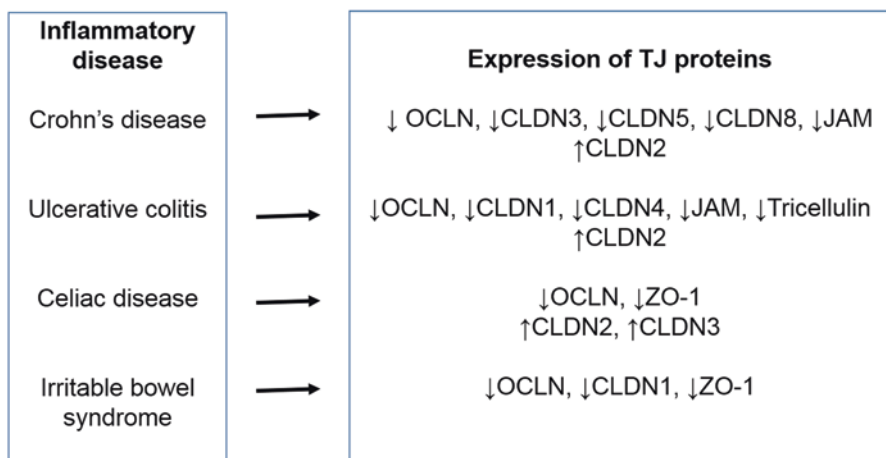 Inflammatory
disease
Expression of TJ proteins
Crohn's disease
↓ OCLN, ↓CLDN3, ↓CLDN5, ↓CLDN8, ↓JAM
↑CLDN2
Ulcerative colitis
↓OCLN, ↓CLDN1, ↓CLDN4, ↓JAM, ↓Tricellulin
↑CLDN2
Celiac disease
↓OCLN, ↓ZO-1
↑CLDN2, ↑CLDN3
Irritable bowel
syndrome
↓OCLN, ↓CLDN1, ↓ZO-1